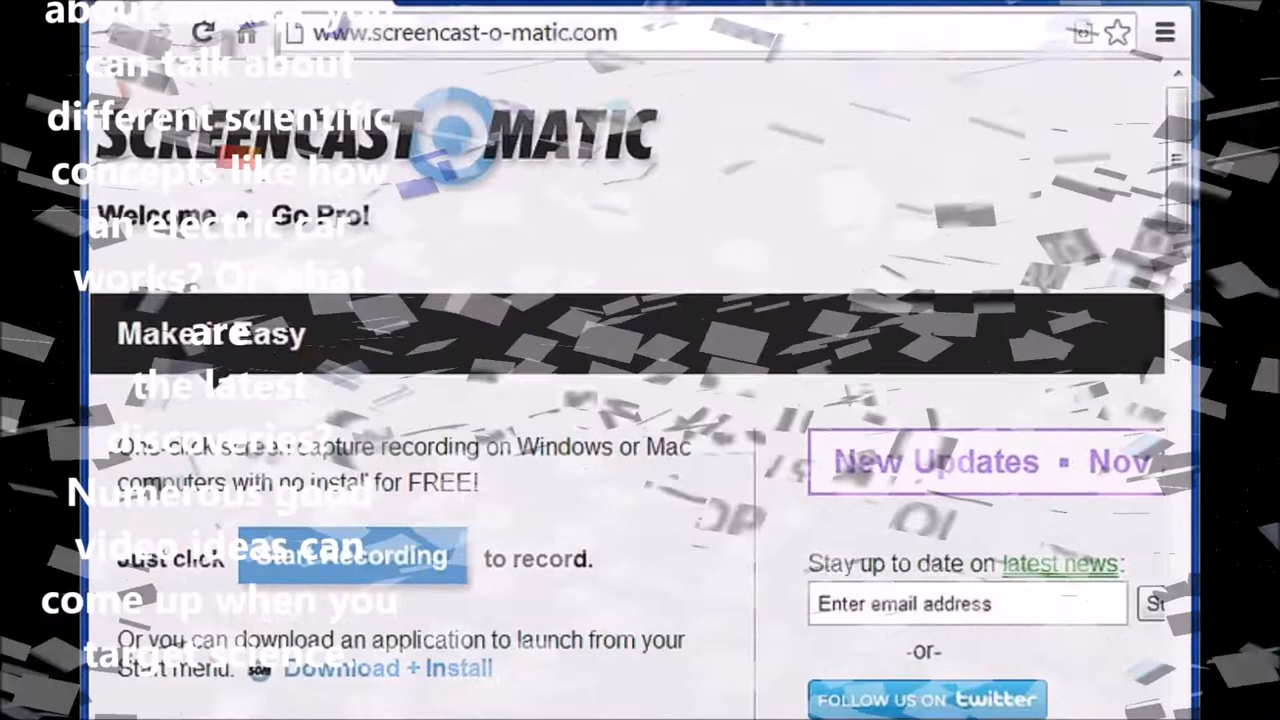 www.screencast-o-matic.com
can talk about
different scientific
SCREENCAST O MATIC
concepts like how
Welcome • Go Pro!
an electric car
works? Or what
are
Make it Easy
the latest
One-click screen capture recording on Windows or Mac
computers with no install for FREE!
New Updates ▪ Nov
Numerous good
video ideas can
Just click Start Recording to record.
Stay up to date on latest news:
Enter email address
come up when you
-or-
Or you can download an application to launch from your
Start menu. Download + Install
target science
FOLLOW US ON twitter